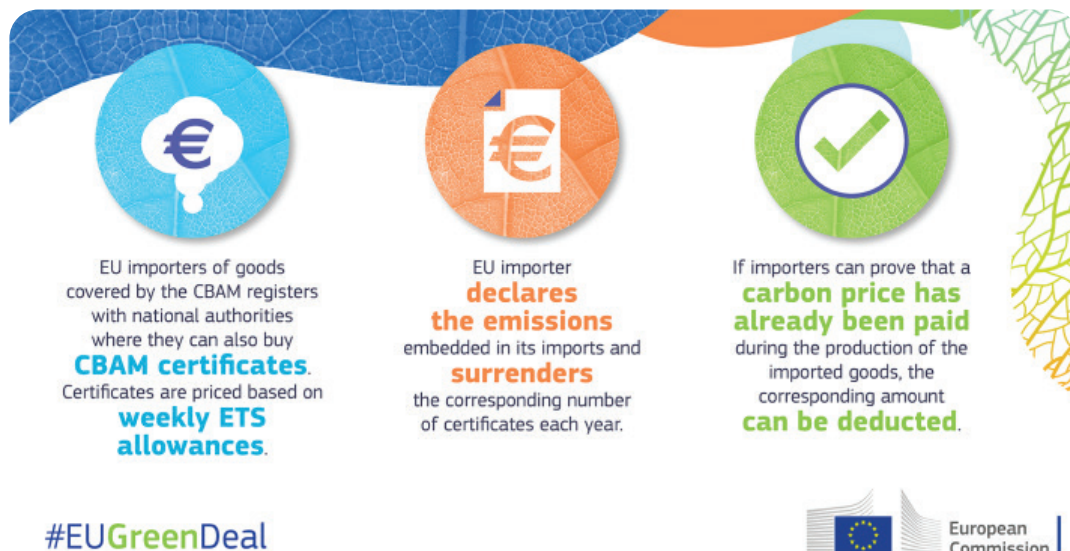 EU importers of goods
covered by the CBAM registers
with national authorities
where they can also buy
CBAM certificates.
Certificates are priced based on
weekly ETS
allowances.
EU importer
declares
the emissions
embedded in its imports and
surrenders
the corresponding number
of certificates each year.
If importers can prove that a
carbon price has
already been paid
during the production of the
imported goods, the
corresponding amount
can be deducted.
#EUGreenDeal
European
Commission